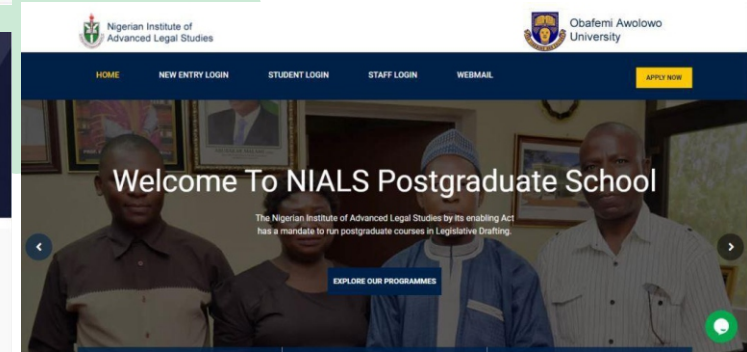 Nigerian Institute of
Advanced Legal Studies
Obafemi Awolowo
University
HOME
NEW ENTRY LOGIN
STUDENT LOGIN
STAFF LOGIN
WEBMAIL
APPLY NOW
Welcome To NIALS Postgraduate School
The Nigerian Institute of Advanced Legal Studies by its enabling Act
has a mandate to run postgraduate courses in Legislative Drafting.
EXPLORE OUR PROGRAMMES